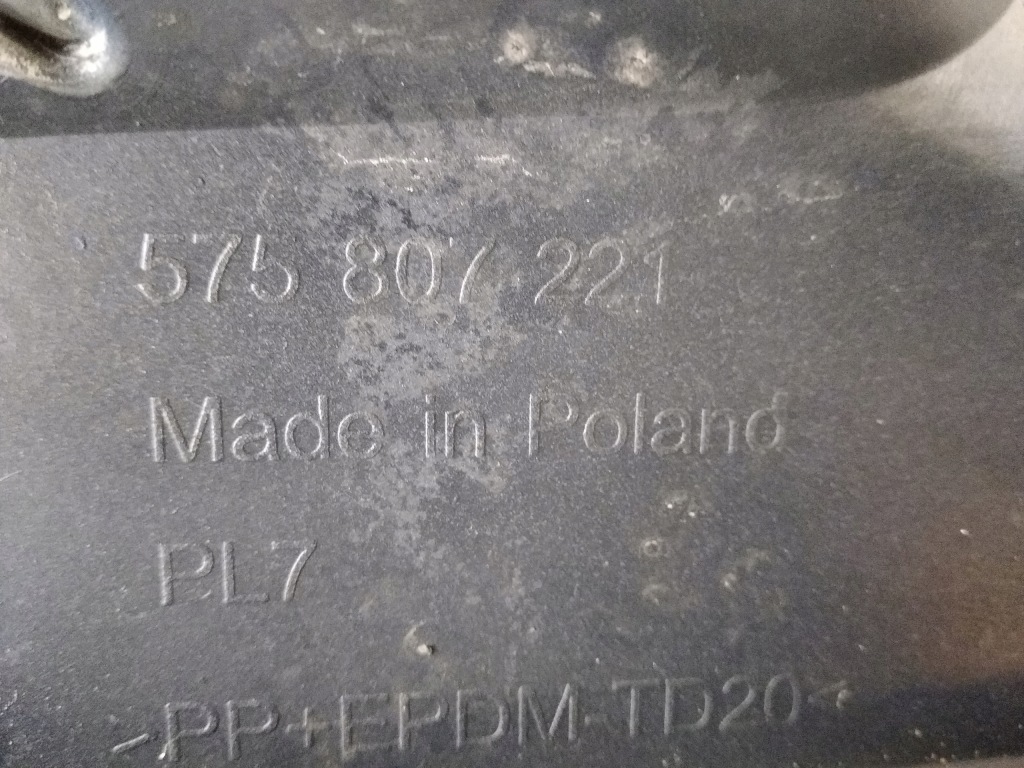 575 807 221
Made in Poland
PL7
>PP+EPDM-TD20<